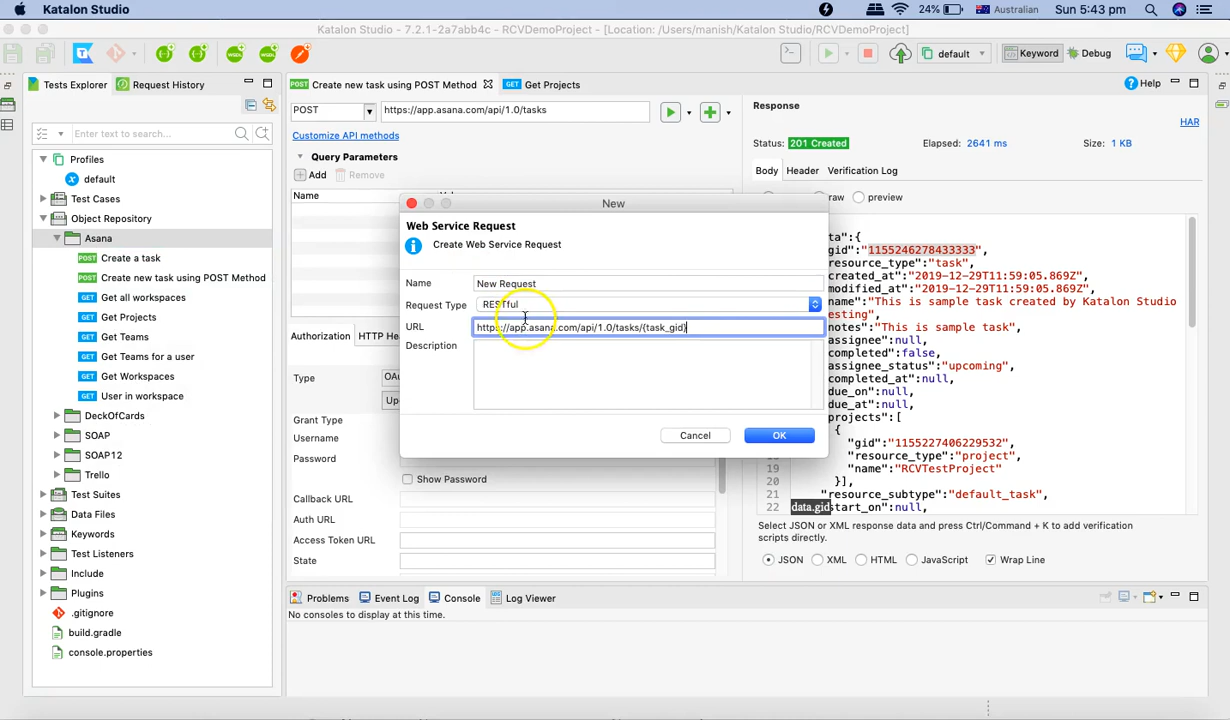 Katalon Studio
24%
Australian
Sun 5:43 pm
Katalon Studio - 7.2.1-2a7abb4c - RCVDemoProject - [Location: /Users/manish/Katalon Studio/RCVDemoProject]
default
Keyword
Debug
Tests Explorer
Request History
Create new task using POST Method
Get Projects
Help
Enter text to search...
POST
https://app.asana.com/api/1.0/tasks
Customize API methods
Query Parameters
Add
Remove
Name
Response
HAR
Status:
201 Created
Elapsed:
2641 ms
Size:
1 KB
Body
Header
Verification Log
raw
preview
Profiles
default
Test Cases
Object Repository
Asana
POST Create a task
POST Create new task using POST Method
GET Get all workspaces
GET Get Projects
GET Get Teams
GET Get Teams for a user
GET Get Workspaces
GET User in workspace
DeckOfCards
SOAP
SOAP12
Trello
Test Suites
Data Files
Keywords
Test Listeners
Include
Plugins
.gitignore
build.gradle
console.properties
New
Web Service Request
Create Web Service Request
Name
New Request
Request Type
RESTful
URL
https://app.asana.com/api/1.0/tasks/{task_gid}
Description
Cancel
OK
Authorization
HTTP He
Type
OAu
Up
Grant Type
Username
Password
Show Password
Callback URL
Auth URL
Access Token URL
State
ta":{
gid":"1155246278433333",
resource_type":"task",
created_at":"2019-12-29T11:59:05.869Z",
modified_at":"2019-12-29T11:59:05.869Z",
name":"This is sample task created by Katalon Studio
esting",
notes":"This is sample task",
assignee":null,
completed":false,
assignee_status":"upcoming",
completed_at":null,
due_on":null,
due_at":null,
projects":[
{
"gid":"1155227406229532",
18 "resource_type":"project",
19 "name":"RCVTestProject"
20 }],
21 "resource_subtype":"default_task",
22 start_on":null,
data.gid
Select JSON or XML response data and press Ctrl/Command + K to add verification
scripts directly.
JSON
XML
HTML
JavaScript
Wrap Line
Problems
Event Log
Console
Log Viewer
No consoles to display at this time.